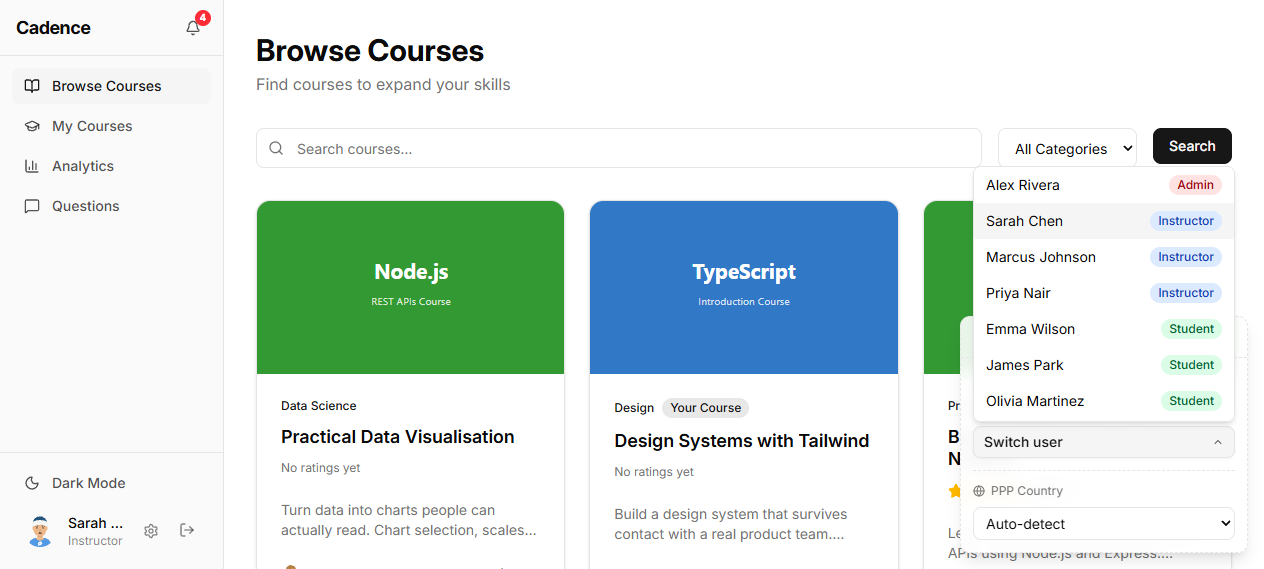 Cadence
4
Browse Courses
My Courses
Analytics
Questions
Dark Mode
Sarah ...
Instructor
Browse Courses
Find courses to expand your skills
Search courses...
All Categories
Search
Node.js
REST APIs Course
Data Science
Practical Data Visualisation
No ratings yet
Turn data into charts people can
actually read. Chart selection, scales...
TypeScript
Introduction Course
Design
Your Course
Design Systems with Tailwind
No ratings yet
Build a design system that survives
contact with a real product team....
APIs using Node.js and Express....
Alex Rivera Admin
Sarah Chen Instructor
Marcus Johnson Instructor
Priya Nair Instructor
Emma Wilson Student
James Park Student
Olivia Martinez Student
Switch user
PPP Country
Auto-detect